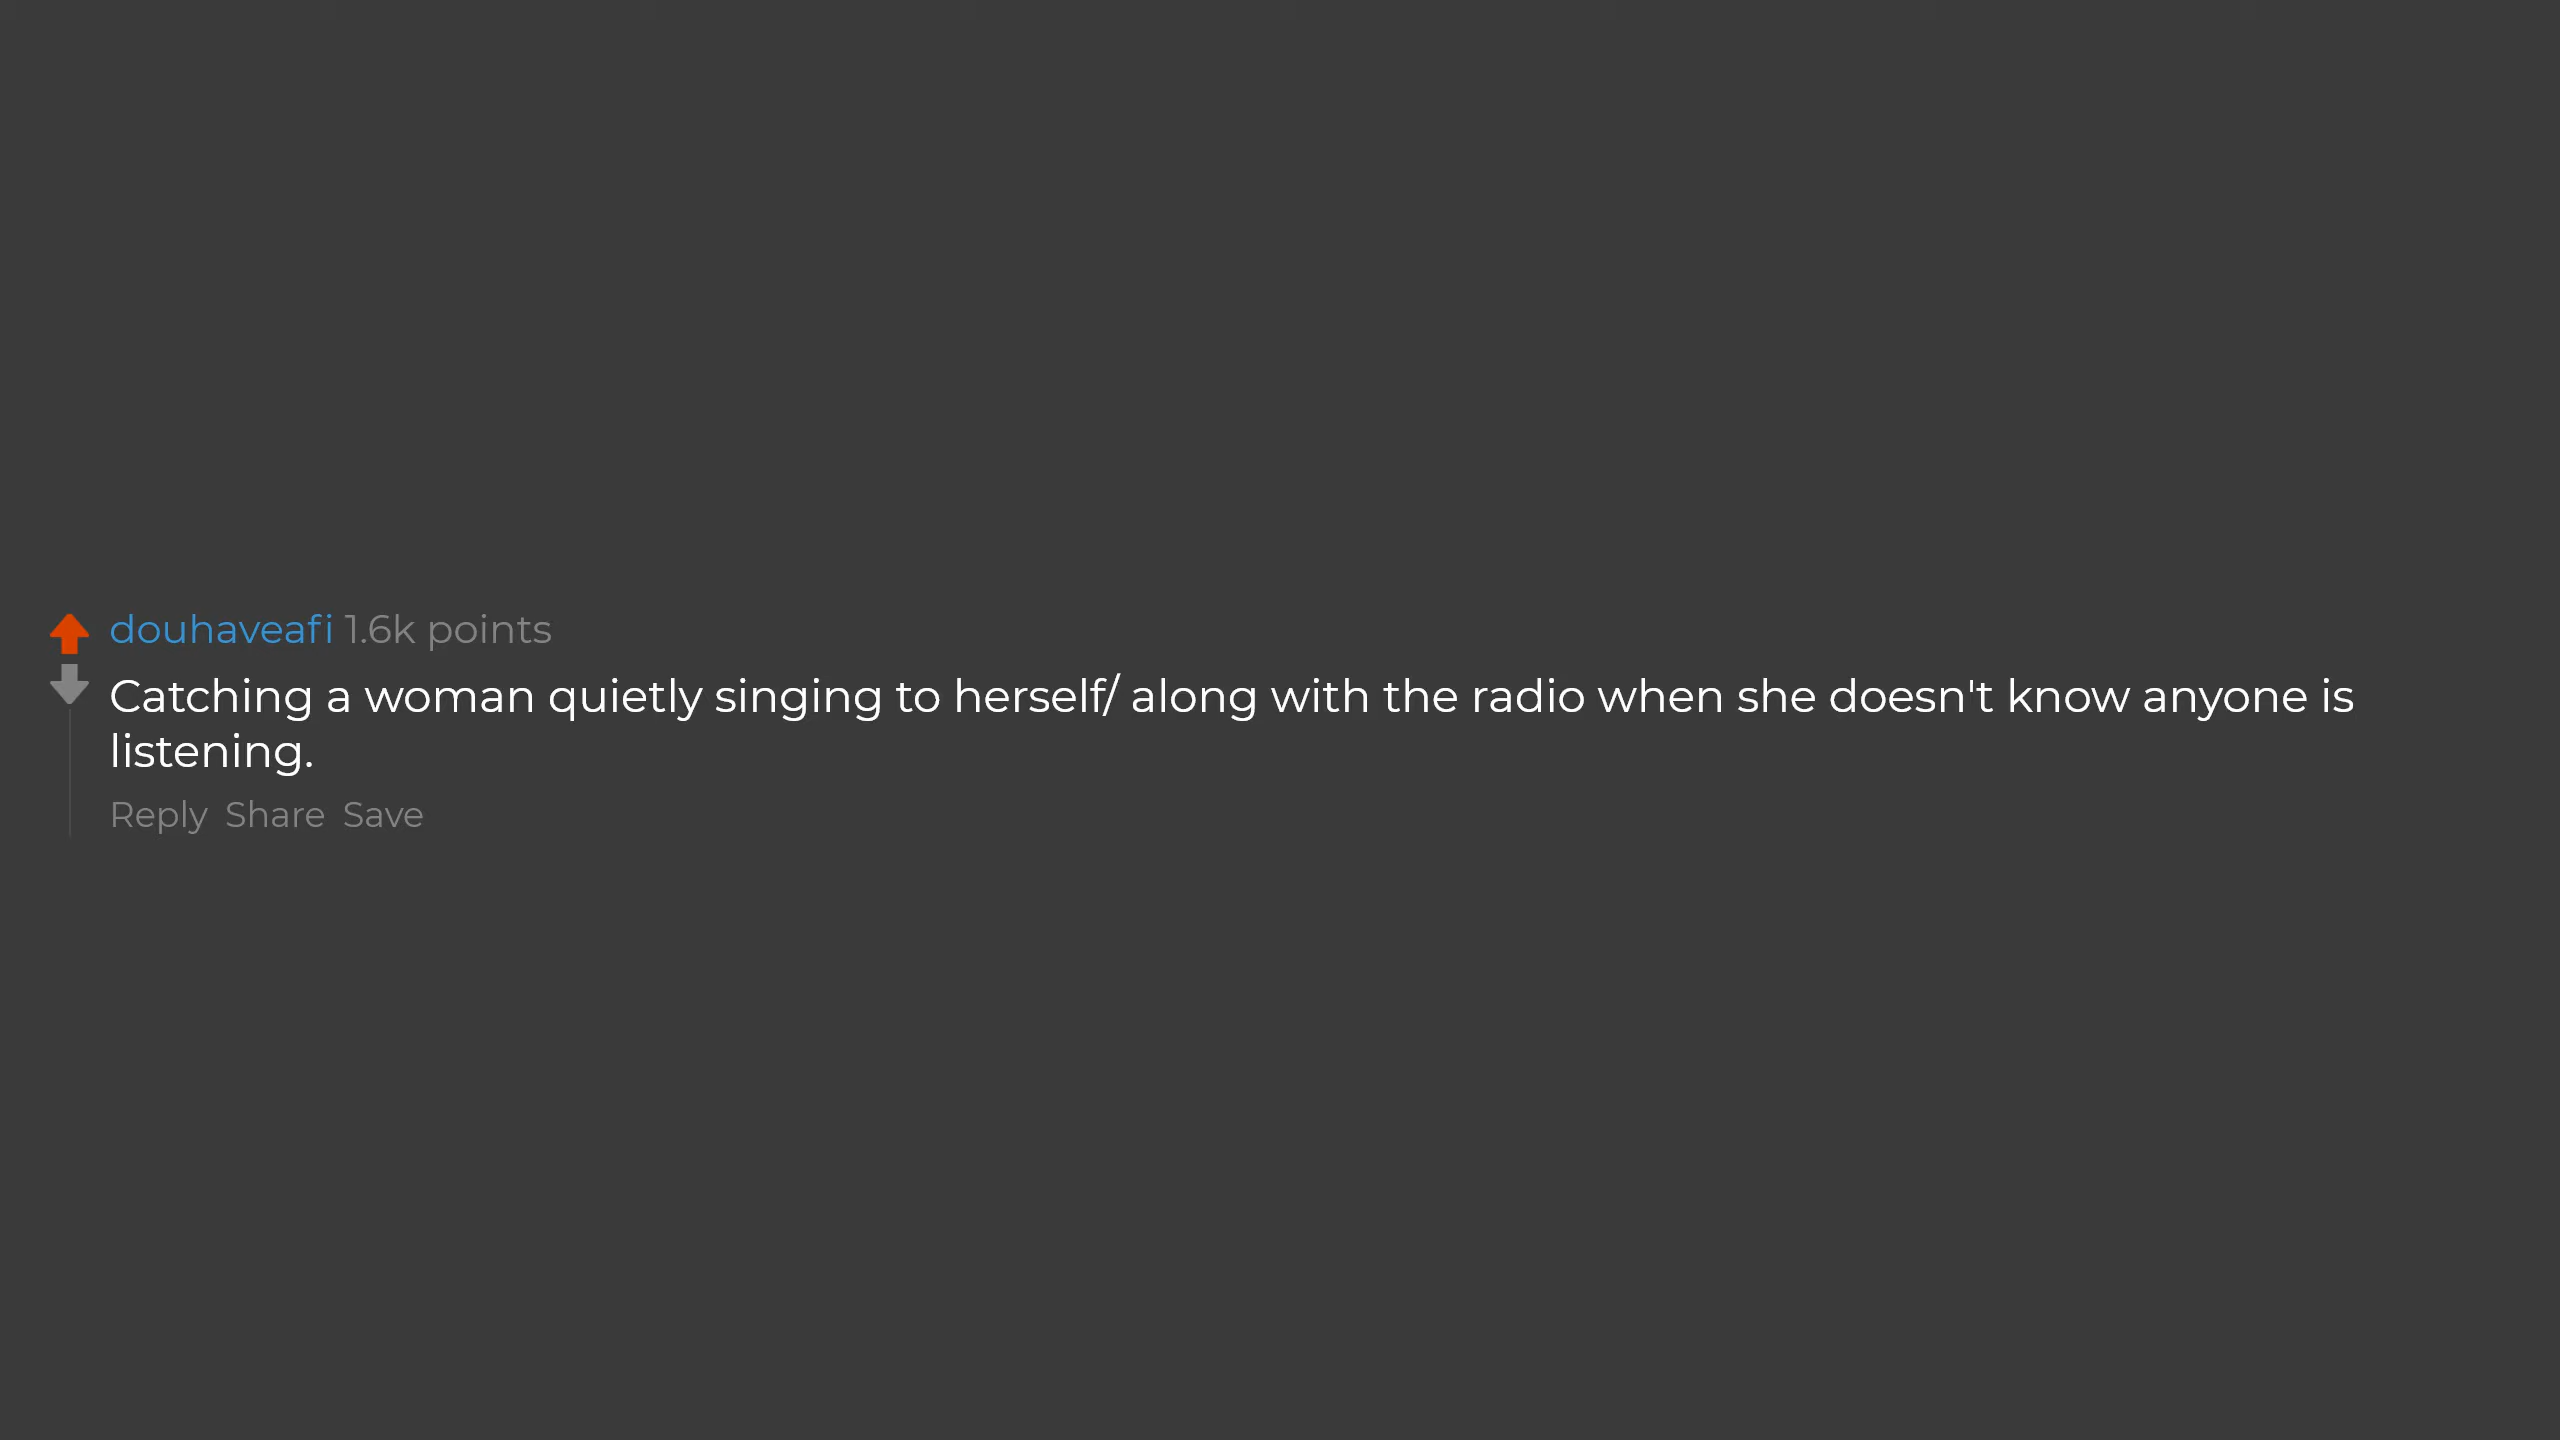 douhaveafi 1.6k points
Catching a woman quietly singing to herself/ along with the radio when she doesn't know anyone is
listening.
Reply Share Save